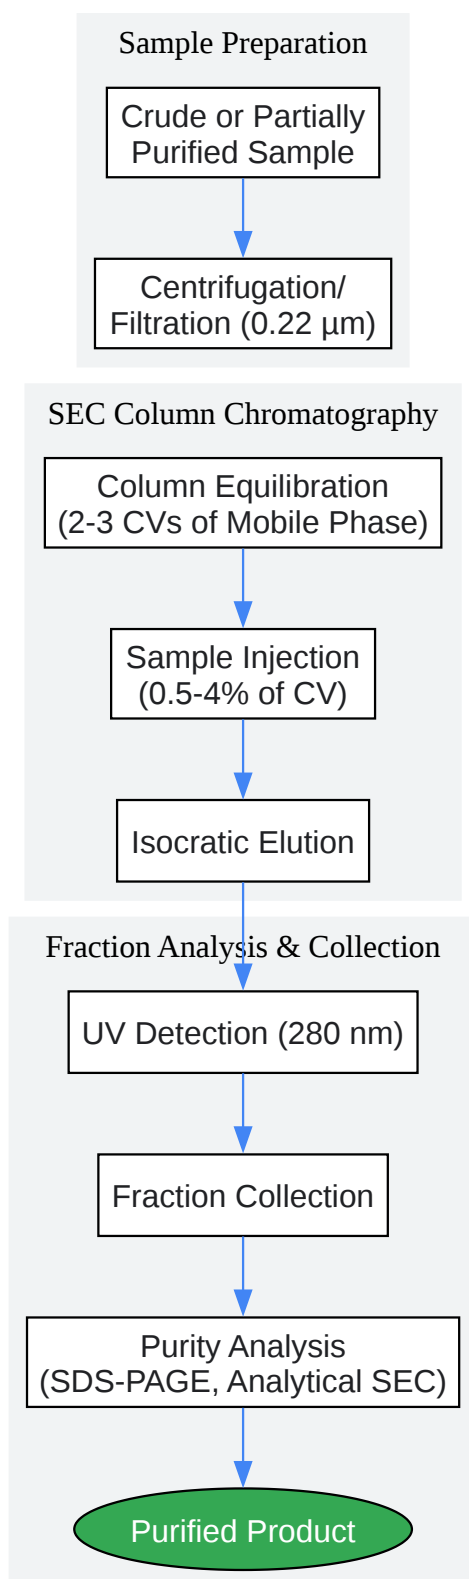 Sample Preparation
Crude or Partially
Purified Sample
Centrifugation/
Filtration (0.22 µm)
SEC Column Chromatography
Column Equilibration
(2-3 CVs of Mobile Phase)
Sample Injection
(0.5-4% of CV)
Isocratic Elution
Fraction Analysis & Collection
UV Detection (280 nm)
Fraction Collection
Purity Analysis
(SDS-PAGE, Analytical SEC)
Purified Product